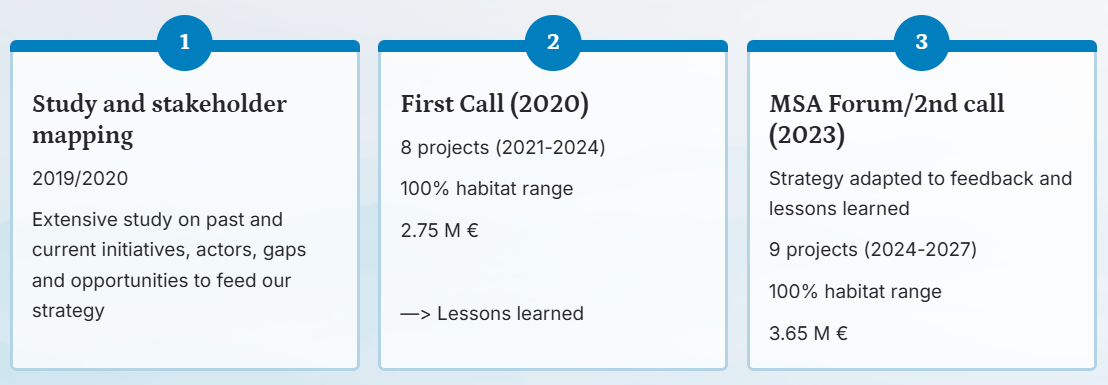 1
Study and stakeholder
mapping
2019/2020
Extensive study on past and
current initiatives, actors, gaps
and opportunities to feed our
strategy
2
First Call (2020)
8 projects (2021-2024)
100% habitat range
2.75 M €
—> Lessons learned
3
MSA Forum/2nd call
(2023)
Strategy adapted to feedback and
lessons learned
9 projects (2024-2027)
100% habitat range
3.65 M €